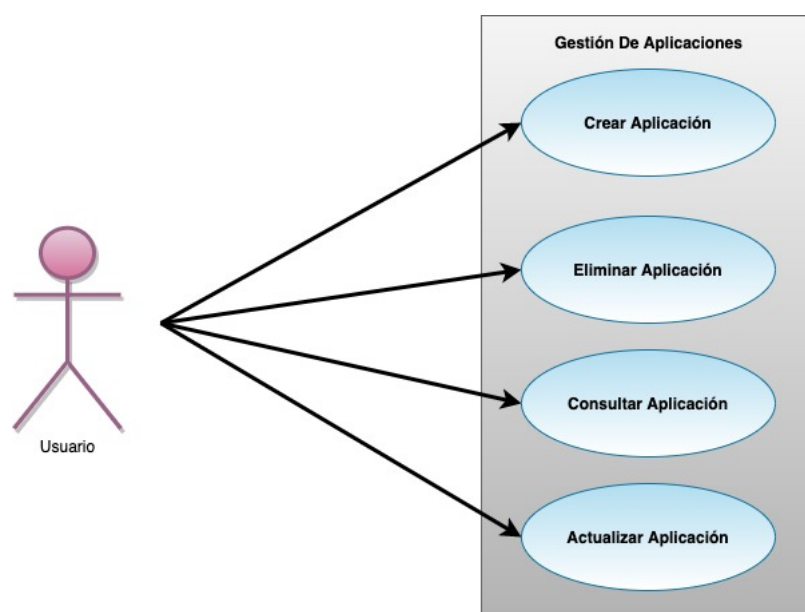 Gestión De Aplicaciones
Crear Aplicación
Eliminar Aplicación
Consultar Aplicación
Actualizar Aplicación
Usuario